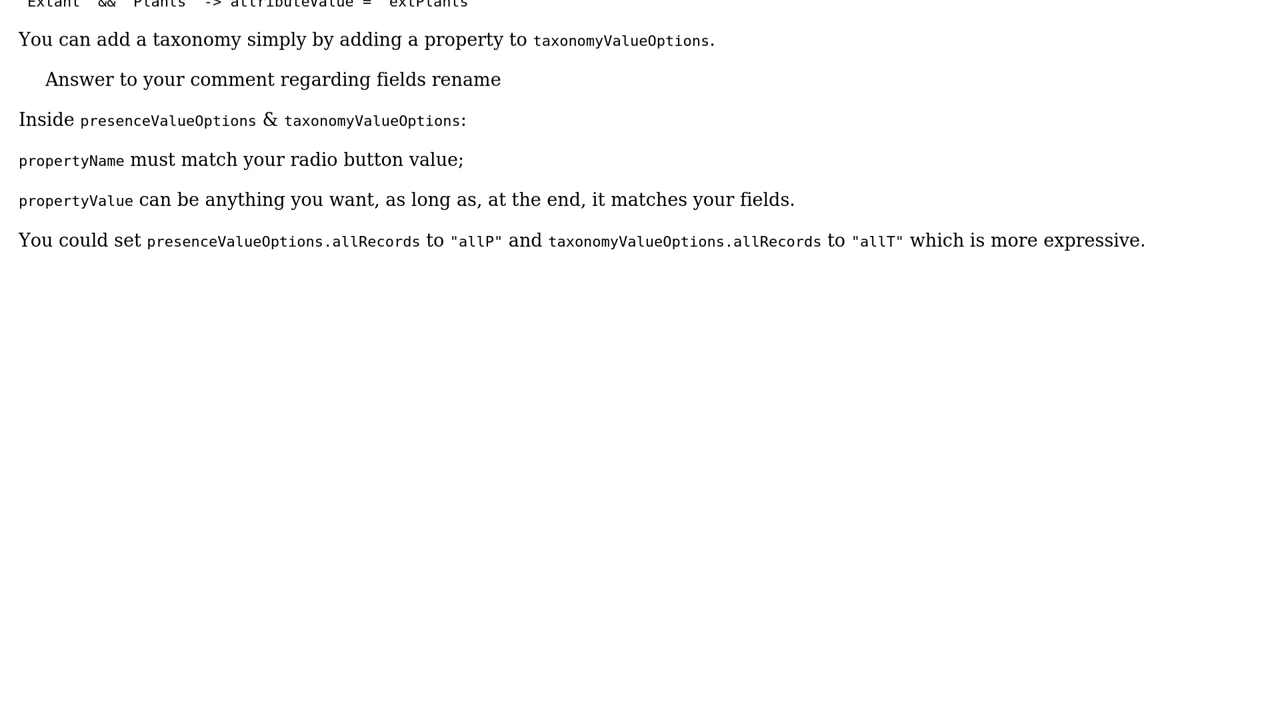 Extant && Plants -> attributeValue = extPlants
You can add a taxonomy simply by adding a property to taxonomyValueOptions.
Answer to your comment regarding fields rename
Inside presenceValueOptions & taxonomyValueOptions:
propertyName must match your radio button value;
propertyValue can be anything you want, as long as, at the end, it matches your fields.
You could set presenceValueOptions.allRecords to "allP" and taxonomyValueOptions.allRecords to "allT" which is more expressive.